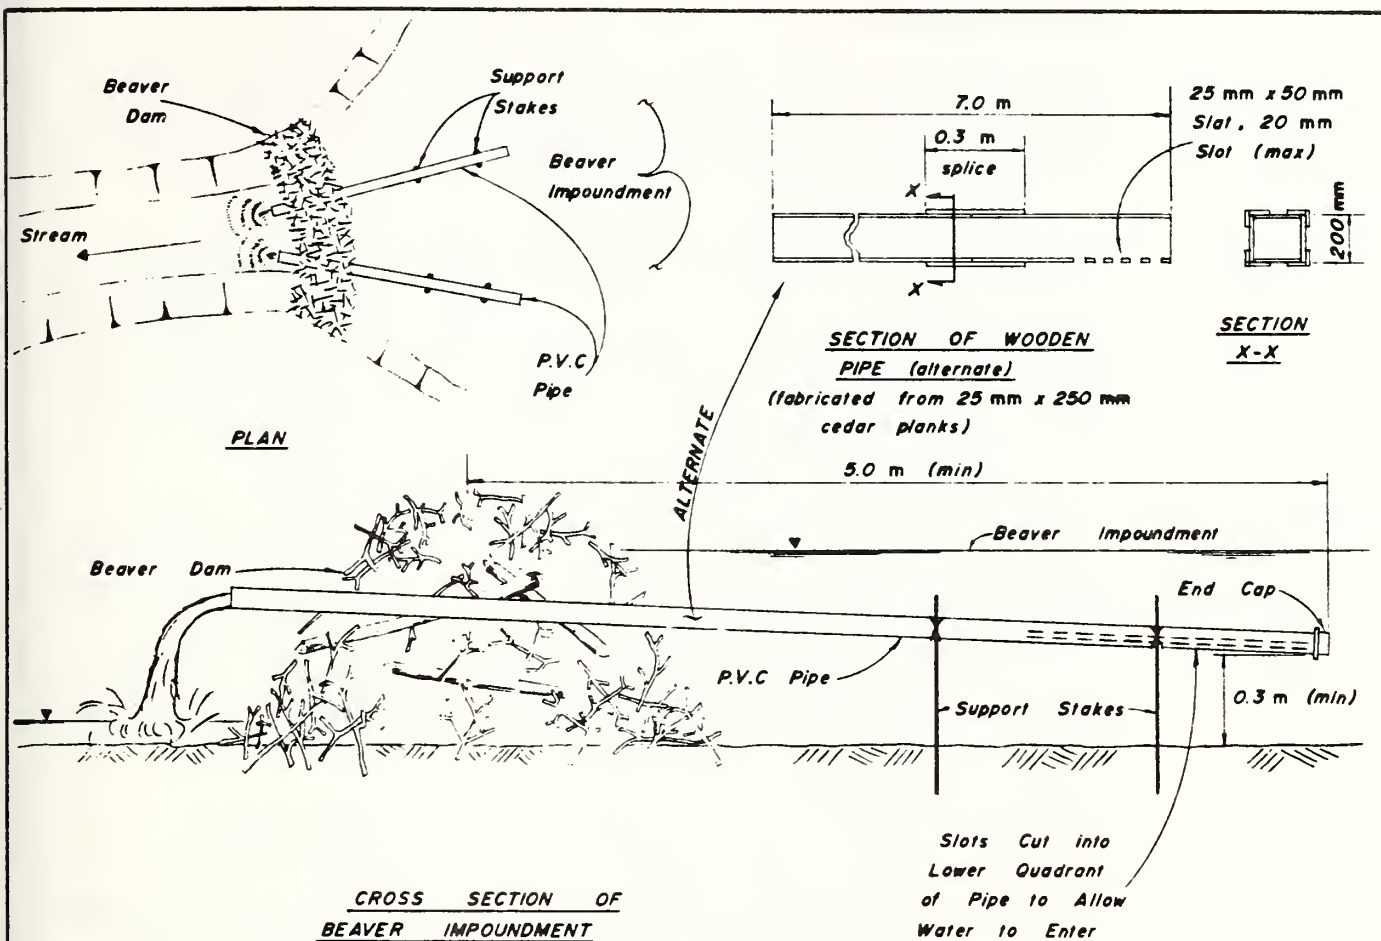 Beaver
Dam
Support
Stakes
Beaver
Impoundment
Stream
P.V.C
Pipe
PLAN
7.0 m
0.3 m
splice
X
X
25 mm x 50 mm
Slat, 20 mm
Slot (max)
200 mm
SECTION OF WOODEN
PIPE (alternate)
(fabricated from 25 mm x 250 mm
cedar planks)
SECTION
X-X
ALTERNATE
5.0 m (min)
Beaver Impoundment
Beaver Dam
End Cap
P.V.C Pipe
Support Stakes
0.3 m (min)
Slots Cut into
Lower Quadrant
of Pipe to Allow
Water to Enter
CROSS SECTION OF
BEAVER IMPOUNDMENT